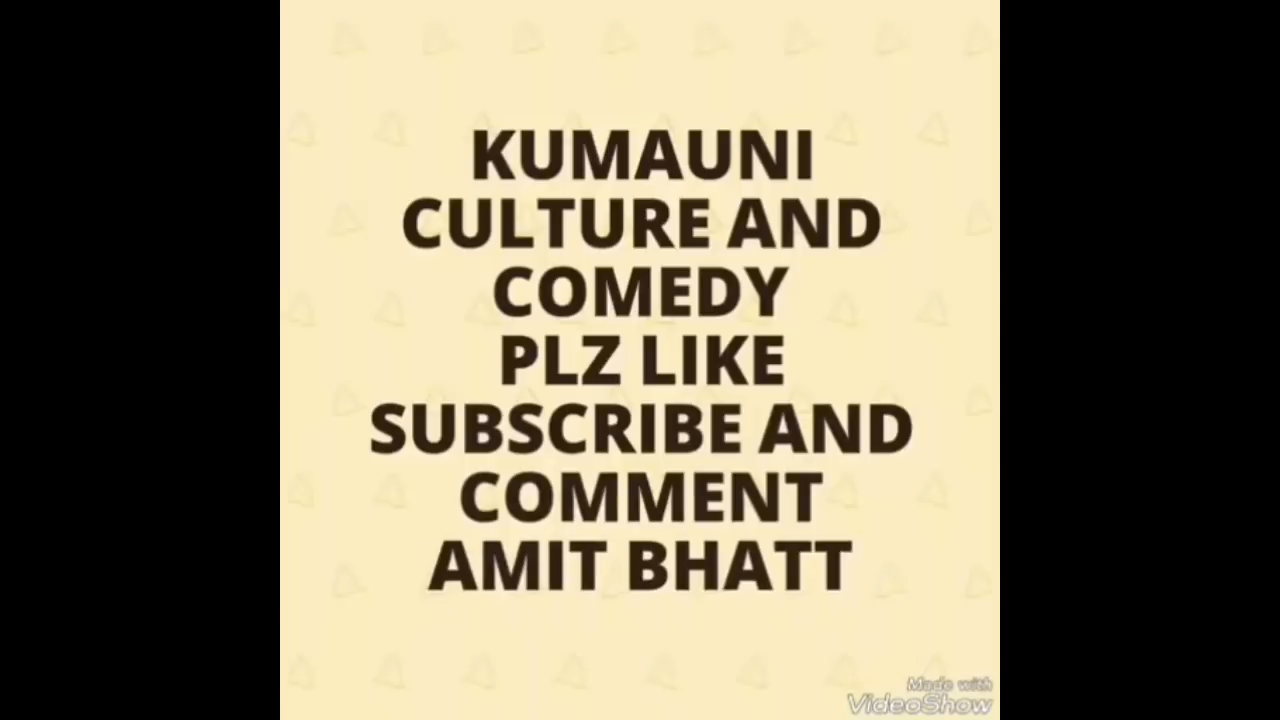 KUMAUNI
CULTURE AND
COMEDY
PLZ LIKE
SUBSCRIBE AND
COMMENT
AMIT BHATT
Made with
VideoShow